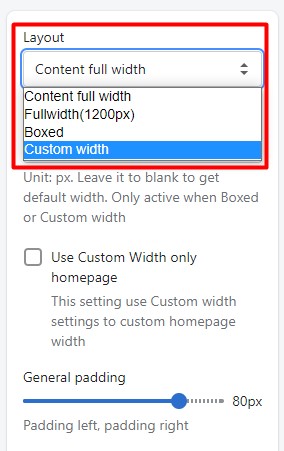 Layout
Content full width
Content full width
Fullwidth(1200px)
Boxed
Custom width
Unit: px. Leave it to blank to get
default width. Only active when Boxed
or Custom width
Use Custom Width only
homepage
This setting use Custom width
settings to custom homepage
width
General padding
80px
Padding left, padding right